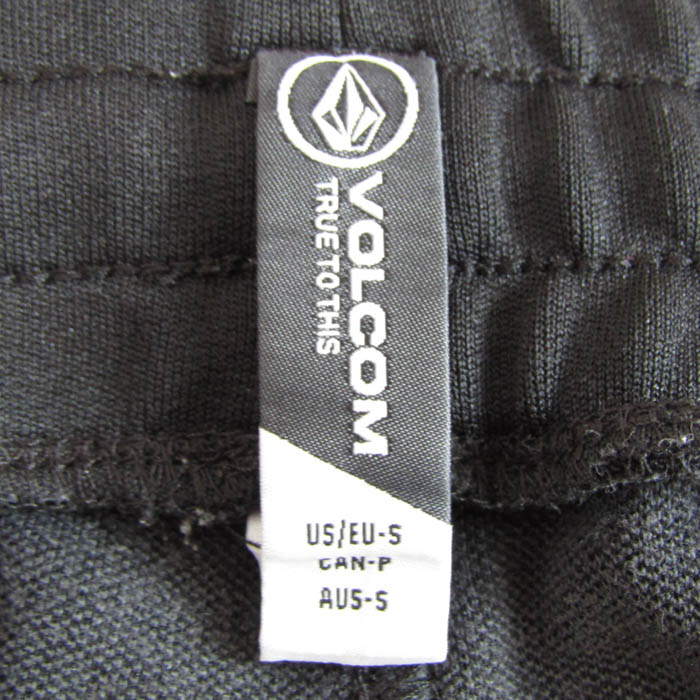 VOLCOM
TRUE TO THIS
US/EU-S
CAN-P
AUS-S